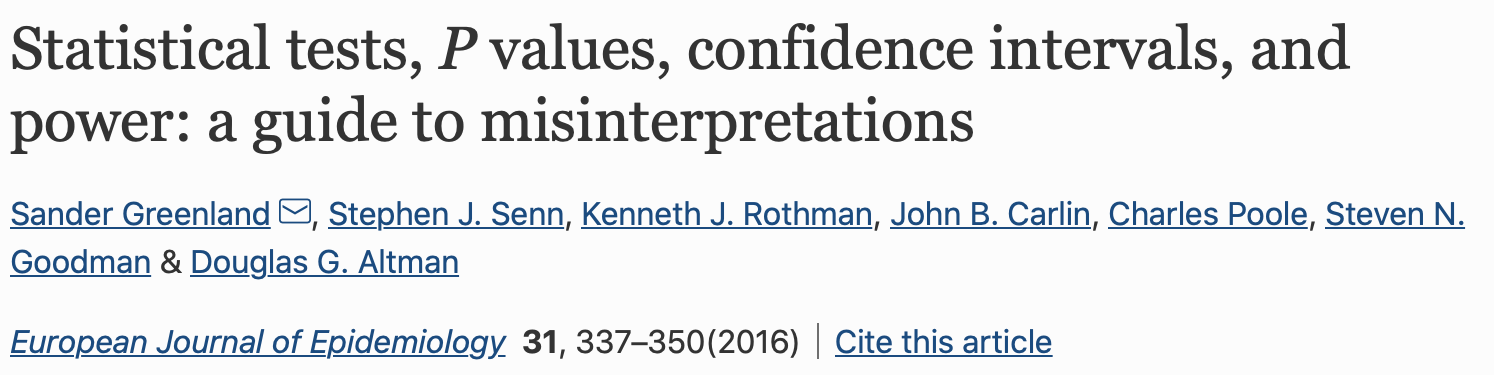 Statistical tests, P values, confidence intervals, and
power: a guide to misinterpretations
Sander Greenland, Stephen J. Senn, Kenneth J. Rothman, John B. Carlin, Charles Poole, Steven N.
Goodman & Douglas G. Altman
European Journal of Epidemiology 31, 337–350(2016) | Cite this article